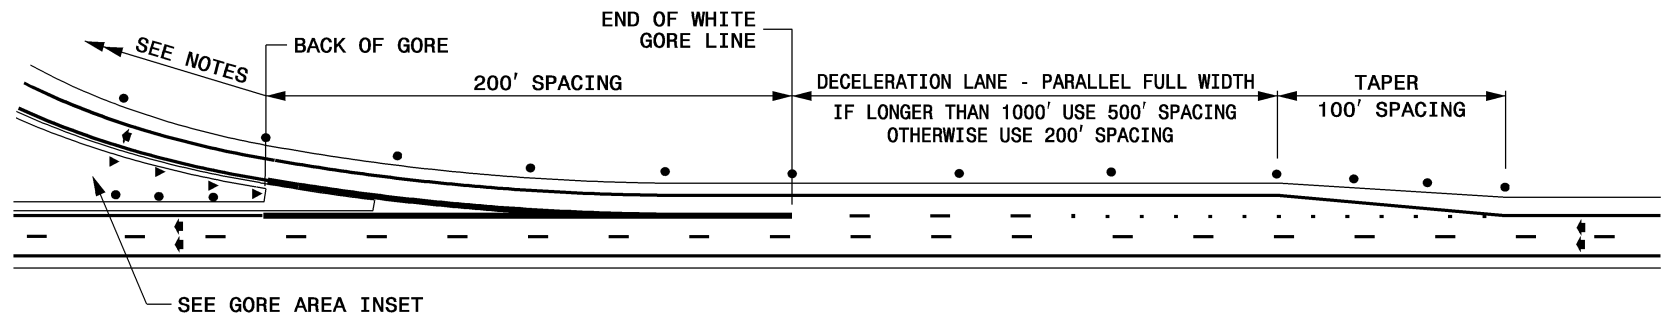 END OF WHITE
GORE LINE
SEE NOTES
BACK OF GORE
200' SPACING
DECELERATION LANE - PARALLEL FULL WIDTH
IF LONGER THAN 1000' USE 500' SPACING
OTHERWISE USE 200' SPACING
TAPER
100' SPACING
SEE GORE AREA INSET